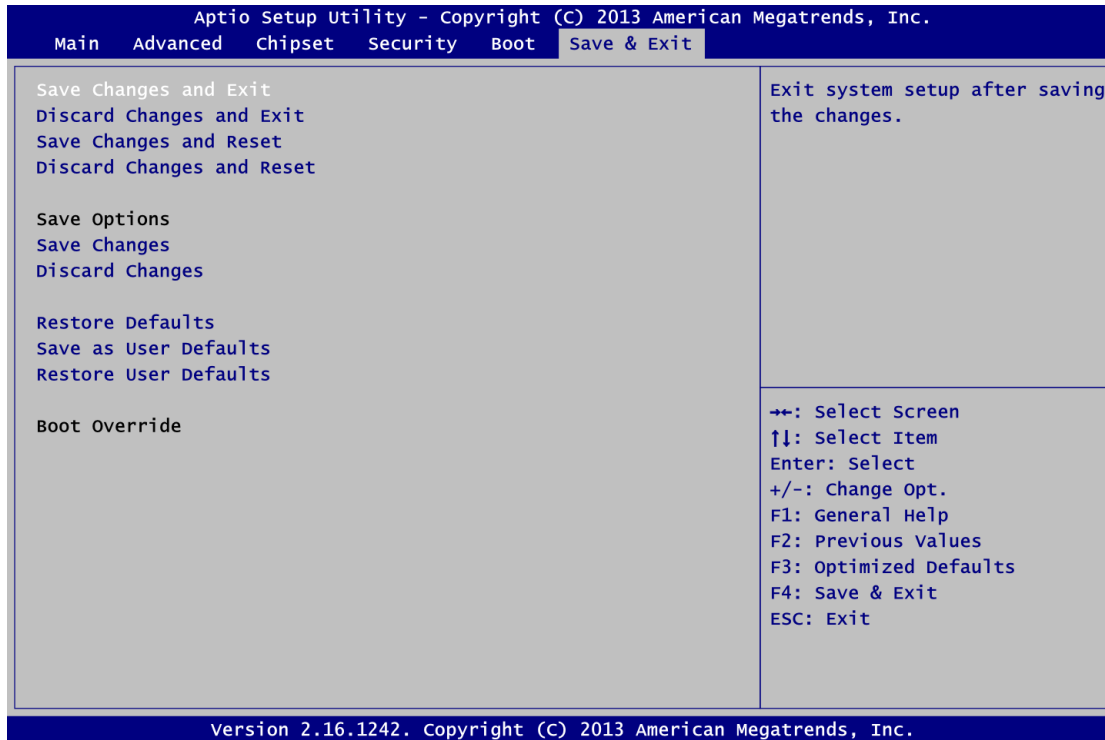 Aptio Setup Utility - Copyright (C) 2013 American Megatrends, Inc.
Main Advanced Chipset Security Boot Save & Exit
Save Changes and Exit
Discard Changes and Exit
Save Changes and Reset
Discard Changes and Reset
Save Options
Save Changes
Discard Changes
Restore Defaults
Save as User Defaults
Restore User Defaults
Boot Override
Exit system setup after saving
the changes.
→←: Select Screen
↑↓: Select Item
Enter: Select
+/-: Change Opt.
F1: General Help
F2: Previous Values
F3: Optimized Defaults
F4: Save & Exit
ESC: Exit
Version 2.16.1242. Copyright (C) 2013 American Megatrends, Inc.